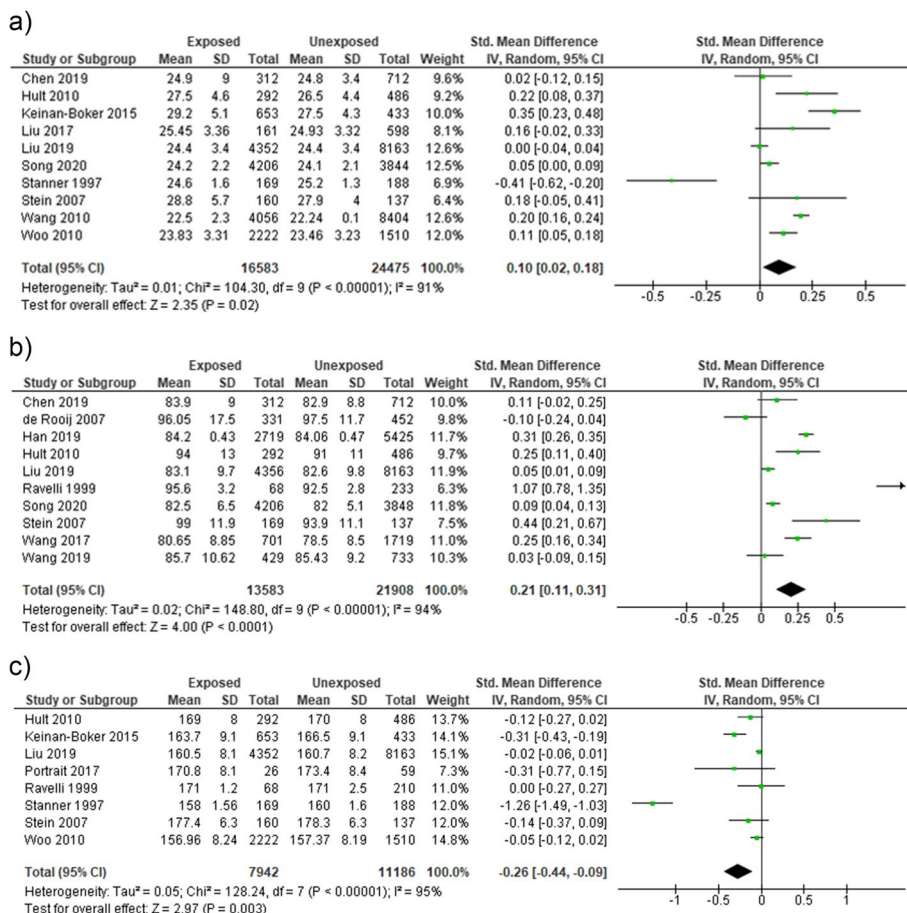 a)
Exposed Unexposed Std. Mean Difference Std. Mean Difference
Study or Subgroup Mean SD Total Mean SD Total Weight IV, Random, 95% CI IV, Random, 95% CI
Chen 2019 24.9 9 312 24.8 3.4 712 9.6% 0.02 [-0.12, 0.15]
Hult 2010 27.5 4.6 292 26.5 4.4 486 9.2% 0.22 [0.08, 0.37]
Keinan-Boker 2015 29.2 5.1 653 27.5 4.3 433 10.0% 0.35 [0.23, 0.48]
Liu 2017 25.45 3.36 161 24.93 3.32 598 8.1% 0.16 [-0.02, 0.33]
Liu 2019 24.4 3.4 4352 24.4 3.4 8163 12.6% 0.00 [-0.04, 0.04]
Song 2020 24.2 2.2 4206 24.1 2.1 3844 12.5% 0.05 [0.00, 0.09]
Stanner 1997 24.6 1.6 169 25.2 1.3 188 6.9% -0.41 [-0.62, -0.20]
Stein 2007 28.8 5.7 160 27.9 4 137 6.5% 0.18 [-0.05, 0.41]
Wang 2010 22.5 2.3 4056 22.24 0.1 8404 12.6% 0.20 [0.16, 0.24]
Woo 2010 23.83 3.31 2222 23.46 3.23 1510 12.0% 0.11 [0.05, 0.18]
Total (95% CI) 16583 24475 100.0% 0.10 [0.02, 0.18]
Heterogeneity: Tau² = 0.01; Chi² = 104.30, df = 9 (P < 0.00001); I² = 91%
Test for overall effect: Z = 2.35 (P = 0.02)
-0.5 -0.25 0 0.25 0.5
b)
Exposed Unexposed Std. Mean Difference Std. Mean Difference
Study or Subgroup Mean SD Total Mean SD Total Weight IV, Random, 95% CI IV, Random, 95% CI
Chen 2019 83.9 9 312 82.9 8.8 712 10.0% 0.11 [-0.02, 0.25]
de Rooij 2007 96.05 17.5 331 97.5 11.7 452 9.8% -0.10 [-0.24, 0.04]
Han 2019 84.2 0.43 2719 84.06 0.47 5425 11.7% 0.31 [0.26, 0.35]
Hult 2010 94 13 292 91 11 486 9.7% 0.25 [0.11, 0.40]
Liu 2019 83.1 9.7 4356 82.6 9.8 8163 11.9% 0.05 [0.01, 0.09]
Ravelli 1999 95.6 3.2 68 92.5 2.8 233 6.3% 1.07 [0.78, 1.35]
Song 2020 82.5 6.5 4206 82 5.1 3848 11.8% 0.09 [0.04, 0.13]
Stein 2007 99 11.9 169 93.9 11.1 137 7.5% 0.44 [0.21, 0.67]
Wang 2017 80.65 8.85 701 78.5 8.5 1719 11.0% 0.25 [0.16, 0.34]
Wang 2019 85.7 10.62 429 85.43 9.2 733 10.3% 0.03 [-0.09, 0.15]
Total (95% CI) 13583 21908 100.0% 0.21 [0.11, 0.31]
Heterogeneity: Tau² = 0.02; Chi² = 148.80, df = 9 (P < 0.00001); I² = 94%
Test for overall effect: Z = 4.00 (P < 0.0001)
-0.5 -0.25 0 0.25 0.5
c)
Exposed Unexposed Std. Mean Difference Std. Mean Difference
Study or Subgroup Mean SD Total Mean SD Total Weight IV, Random, 95% CI IV, Random, 95% CI
Hult 2010 169 8 292 170 8 486 13.7% -0.12 [-0.27, 0.02]
Keinan-Boker 2015 163.7 9.1 653 166.5 9.1 433 14.1% -0.31 [-0.43, -0.19]
Liu 2019 160.5 8.1 4352 160.7 8.2 8163 15.1% -0.02 [-0.06, 0.01]
Portrait 2017 170.8 8.1 26 173.4 8.4 59 7.3% -0.31 [-0.77, 0.15]
Ravelli 1999 171 1.2 68 171 2.5 210 11.1% 0.00 [-0.27, 0.27]
Stanner 1997 158 1.56 169 160 1.6 188 12.0% -1.26 [-1.49, -1.03]
Stein 2007 177.4 6.3 160 178.3 6.3 137 12.0% -0.14 [-0.37, 0.09]
Woo 2010 156.96 8.24 2222 157.37 8.19 1510 14.8% -0.05 [-0.12, 0.02]
Total (95% CI) 7942 11186 100.0% -0.26 [-0.44, -0.09]
Heterogeneity: Tau² = 0.05; Chi² = 128.24, df = 7 (P < 0.00001); I² = 95%
Test for overall effect: Z = 2.97 (P = 0.003)
-1 -0.5 0 0.5 1